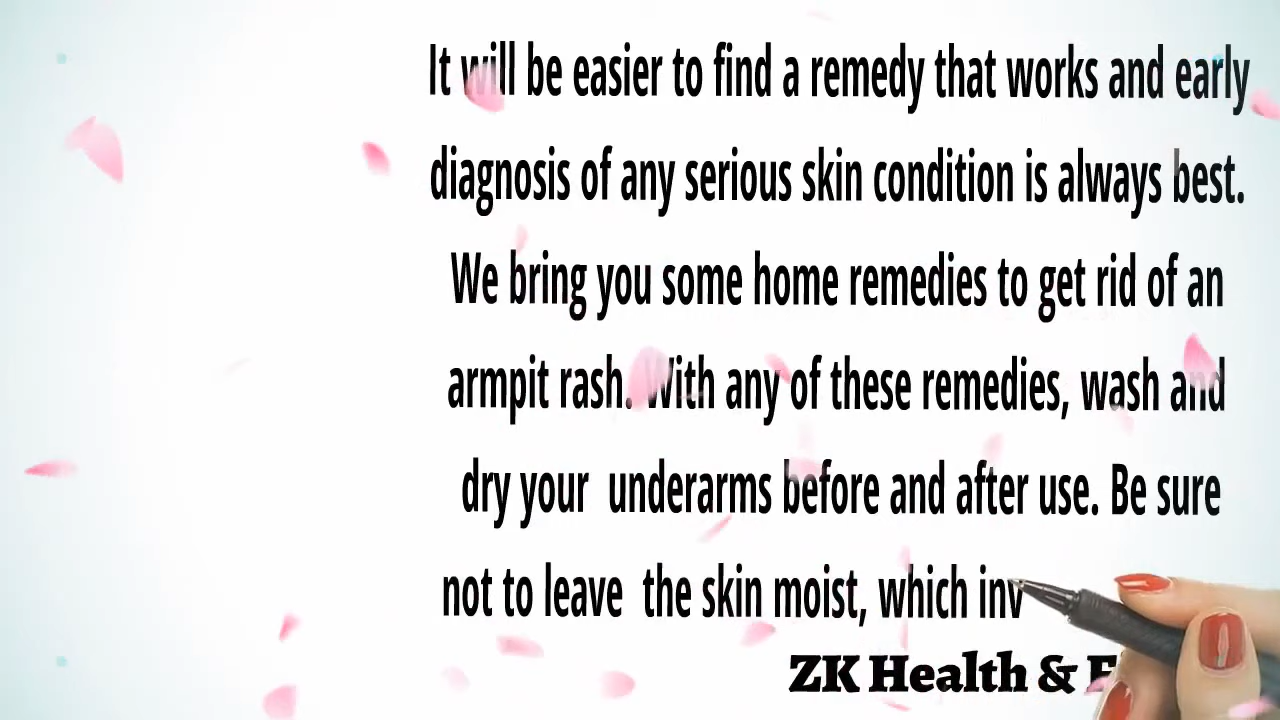 It will be easier to find a remedy that works and early
diagnosis of any serious skin condition is always best.
We bring you some home remedies to get rid of an
armpit rash. With any of these remedies, wash and
dry your underarms before and after use. Be sure
not to leave the skin moist, which inv
ZK Health &